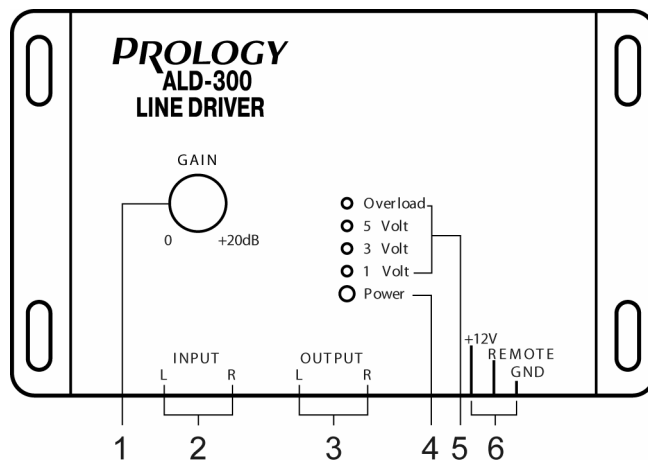 PROLOGY
ALD-300
LINE DRIVER
GAIN
0 +20dB
Overload
5 Volt
3 Volt
1 Volt
Power
INPUT
L R
OUTPUT
L R
+12V
REMOTE
GND
1 2 3 4 5 6